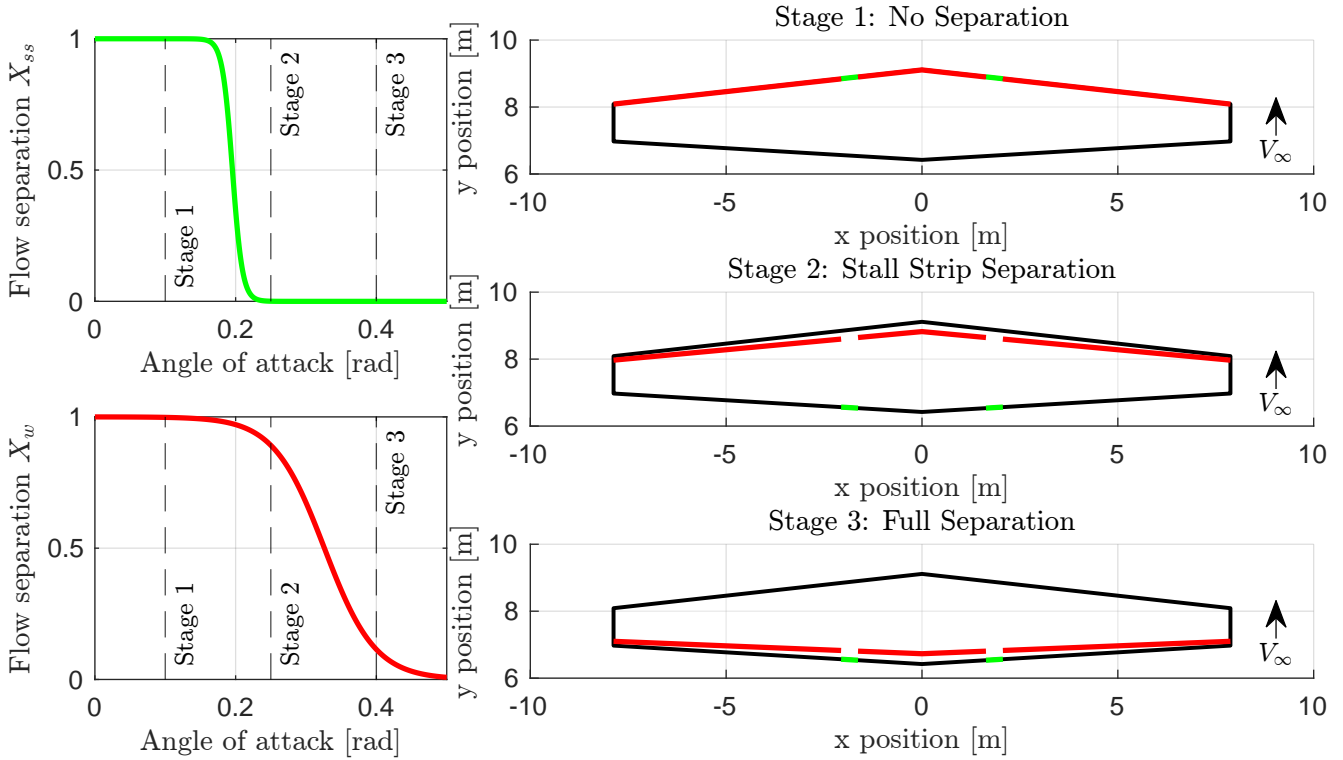 Flow separation X_ss
1
0.5
0
Stage 1
Stage 2
Stage 3
0
0.2
0.4
Angle of attack [rad]
Flow separation X_w
1
0.5
0
Stage 1
Stage 2
Stage 3
0
0.2
0.4
Angle of attack [rad]
Stage 1: No Separation
y position [m]
10
8
6
V_∞
-10
-5
0
5
10
x position [m]
Stage 2: Stall Strip Separation
y position [m]
10
8
6
V_∞
-10
-5
0
5
10
x position [m]
Stage 3: Full Separation
y position [m]
10
8
6
V_∞
-10
-5
0
5
10
x position [m]